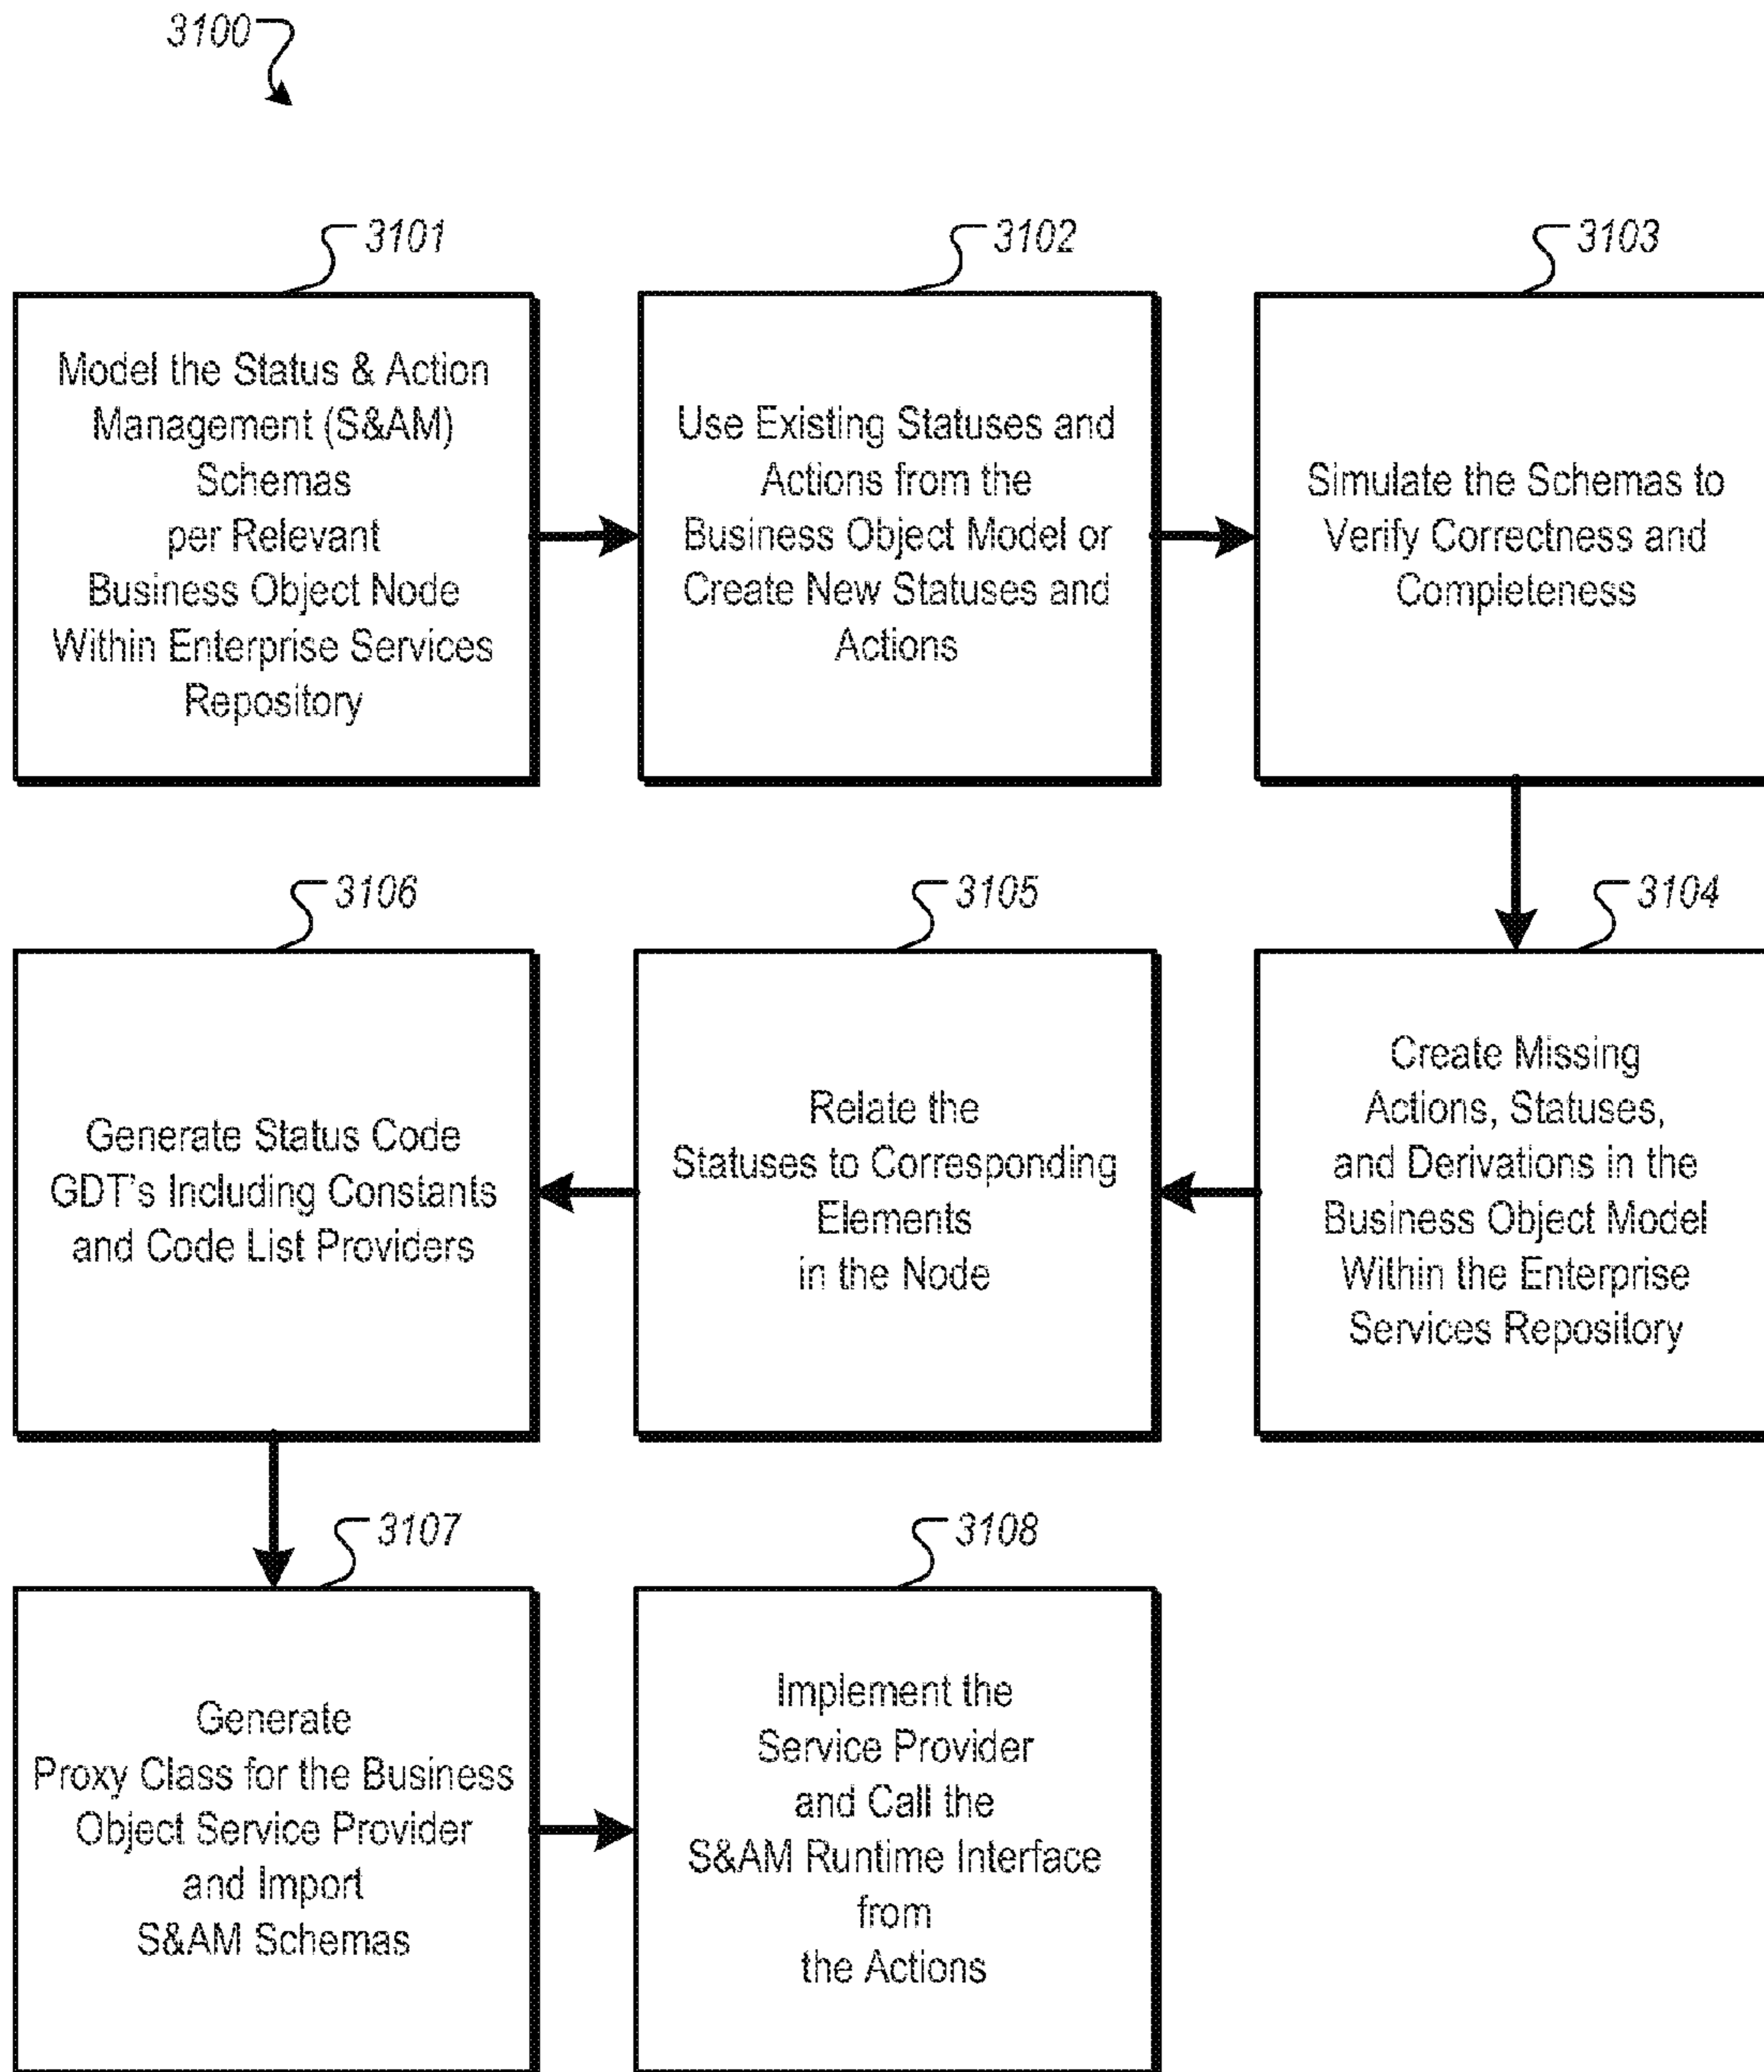 3100
3101
Model the Status & Action
Management (S&AM)
Schemas
per Relevant
Business Object Node
Within Enterprise Services
Repository
3102
Use Existing Statuses and
Actions from the
Business Object Model or
Create New Statuses and
Actions
3103
Simulate the Schemas to
Verify Correctness and
Completeness
3104
Create Missing
Actions, Statuses,
and Derivations in the
Business Object Model
Within the Enterprise
Services Repository
3105
Relate the
Statuses to Corresponding
Elements
in the Node
3106
Generate Status Code
GDT's Including Constants
and Code List Providers
3107
Generate
Proxy Class for the Business
Object Service Provider
and Import
S&AM Schemas
3108
Implement the
Service Provider
and Call the
S&AM Runtime Interface
from
the Actions